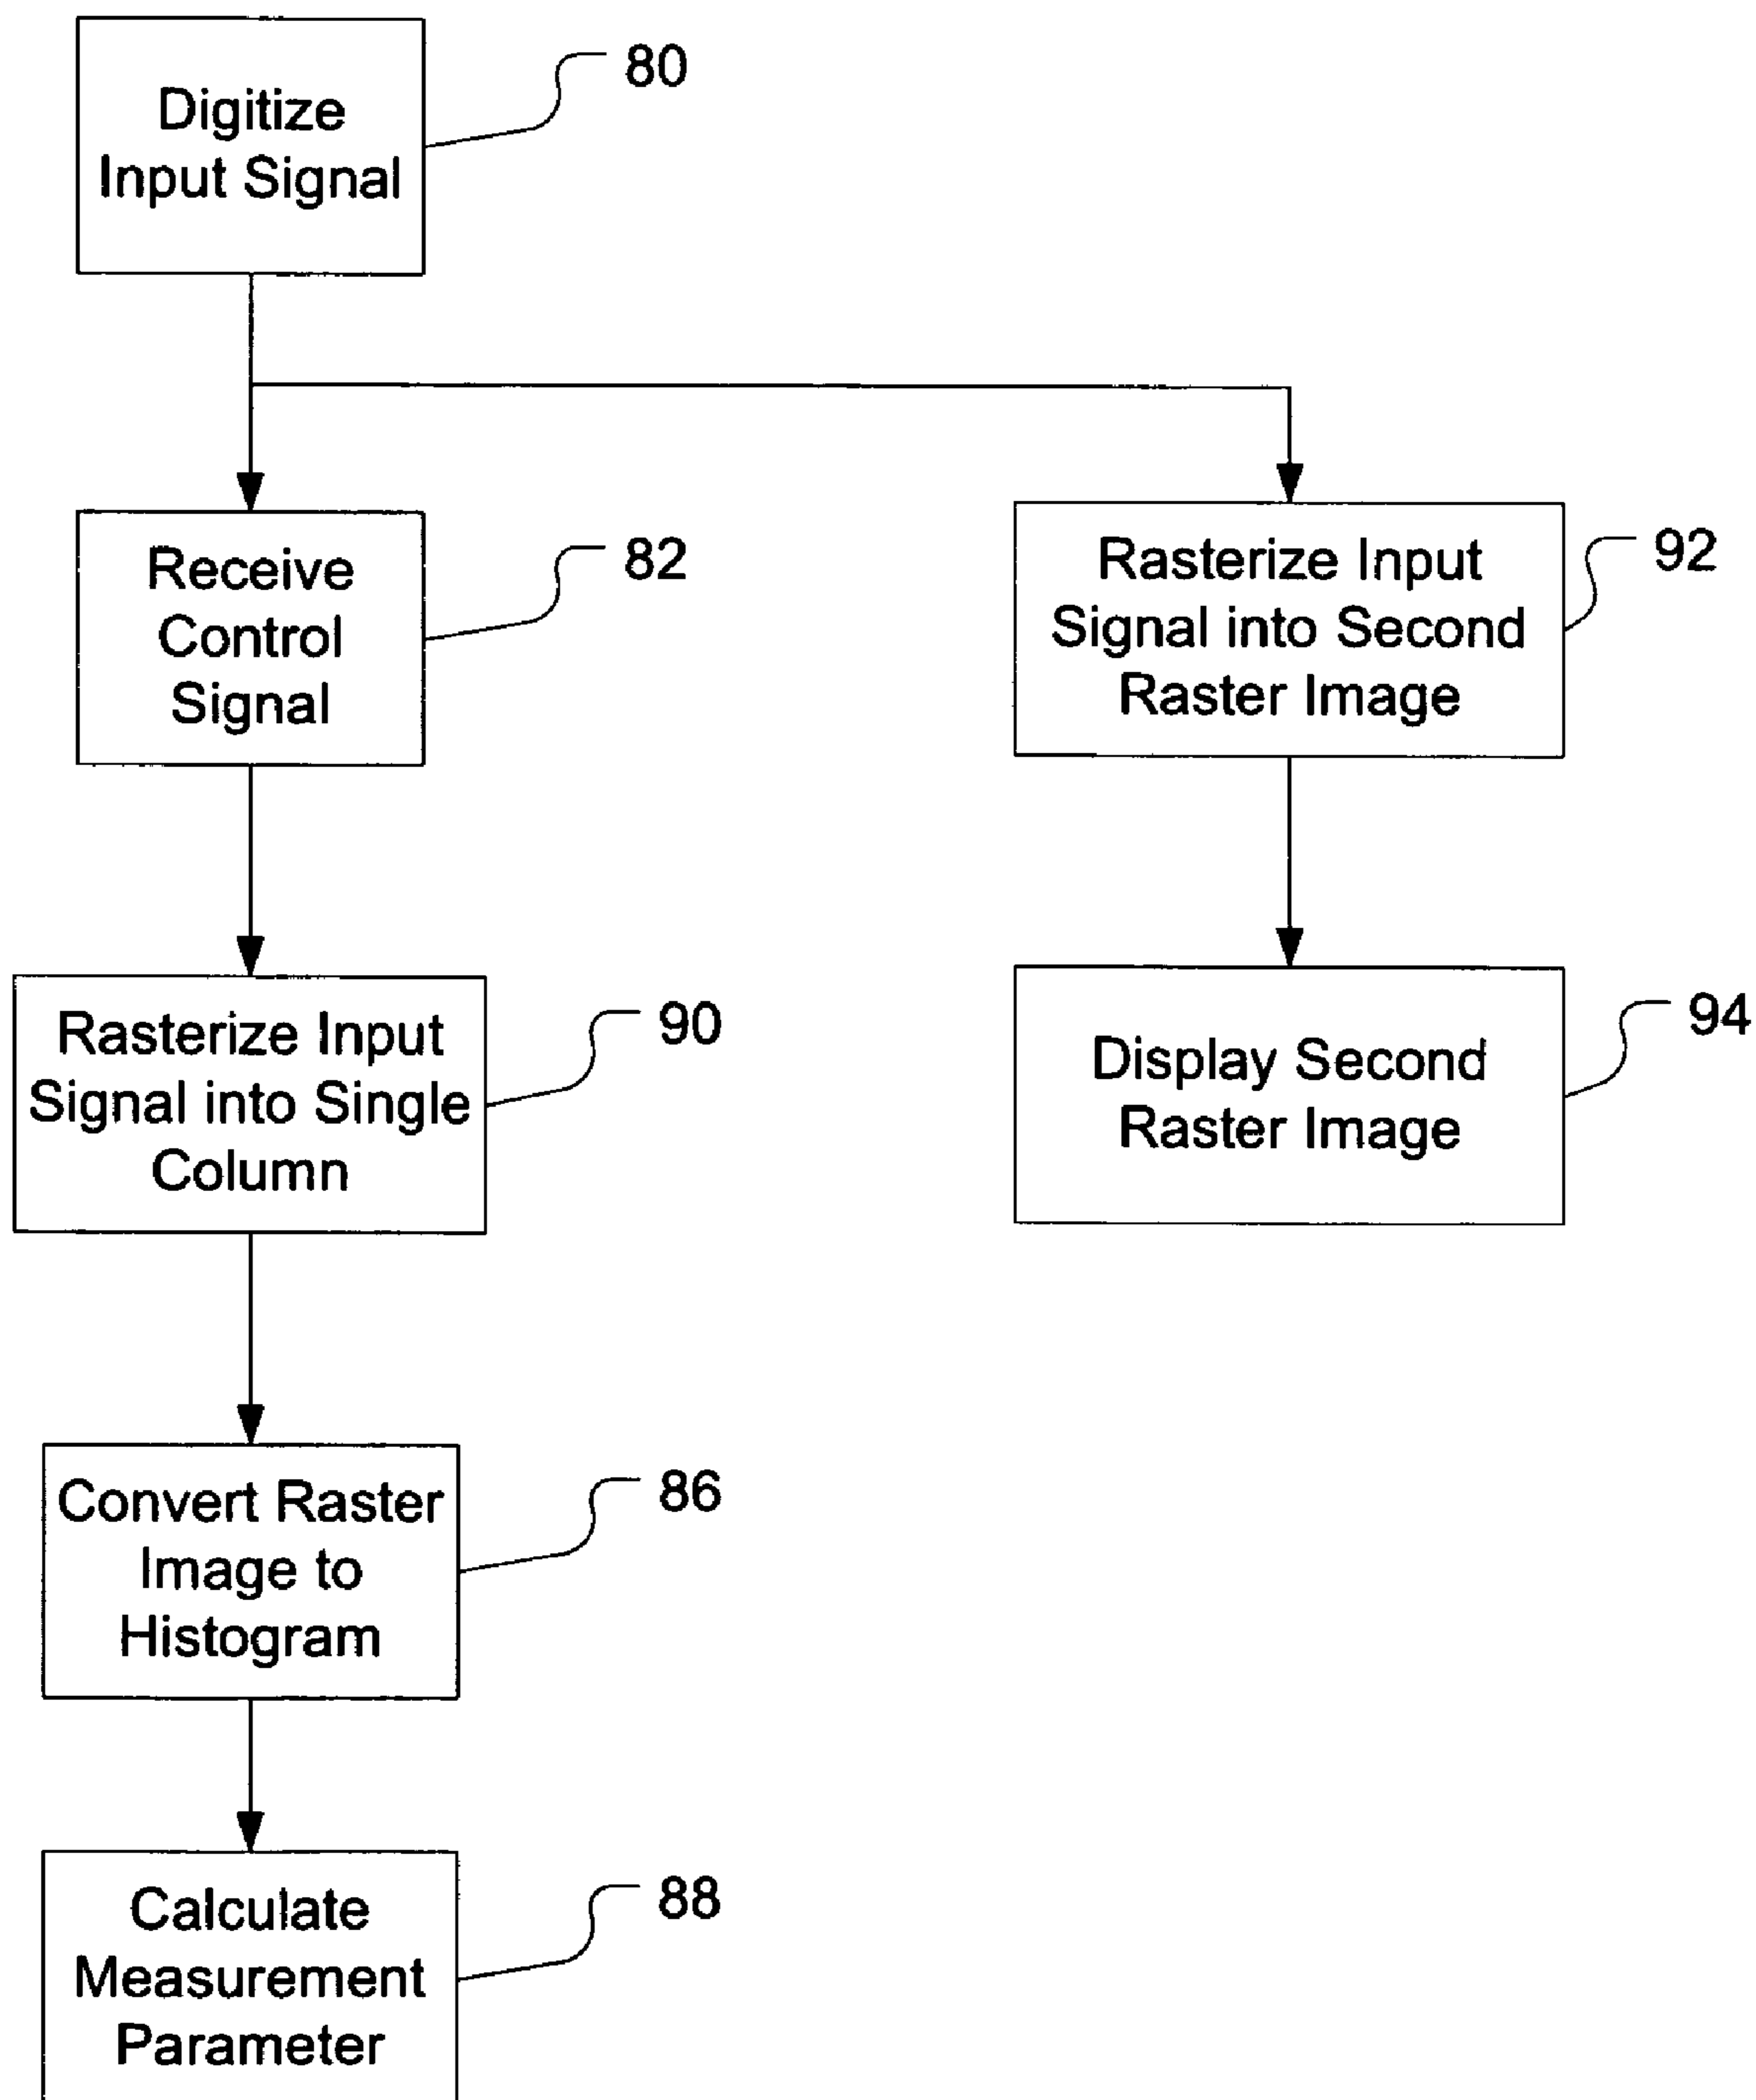 Digitize
Input Signal
80
Receive
Control
Signal
82
Rasterize Input
Signal into Second
Raster Image
92
Rasterize Input
Signal into Single
Column
90
Display Second
Raster Image
94
Convert Raster
Image to
Histogram
86
Calculate
Measurement
Parameter
88